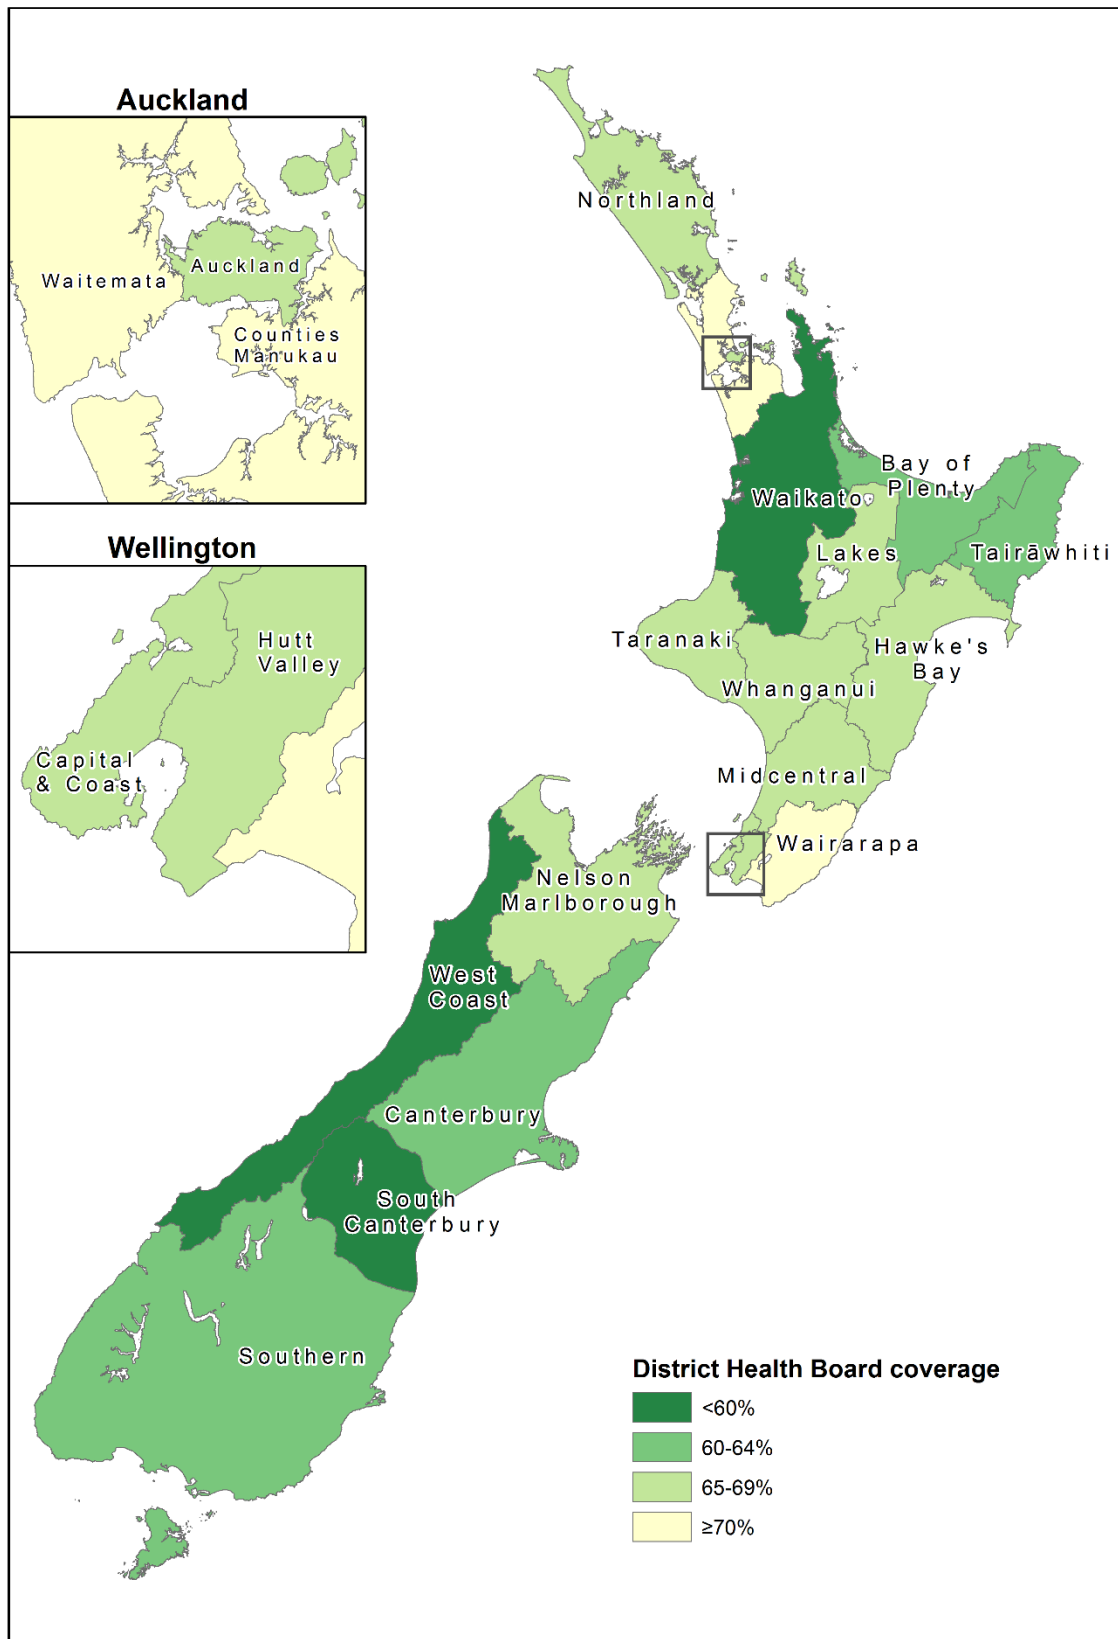 Auckland
Waitemata
Auckland
Counties
Manukau
Wellington
Hutt
Valley
Capital
& Coast
Northland
Bay of
Plenty
Waikato
Lakes
Tairāwhiti
Taranaki
Hawke's
Bay
Whanganui
Midcentral
Wairarapa
Nelson
Marlborough
West
Coast
Canterbury
South
Canterbury
Southern
District Health Board coverage
<60%
60-64%
65-69%
≥70%